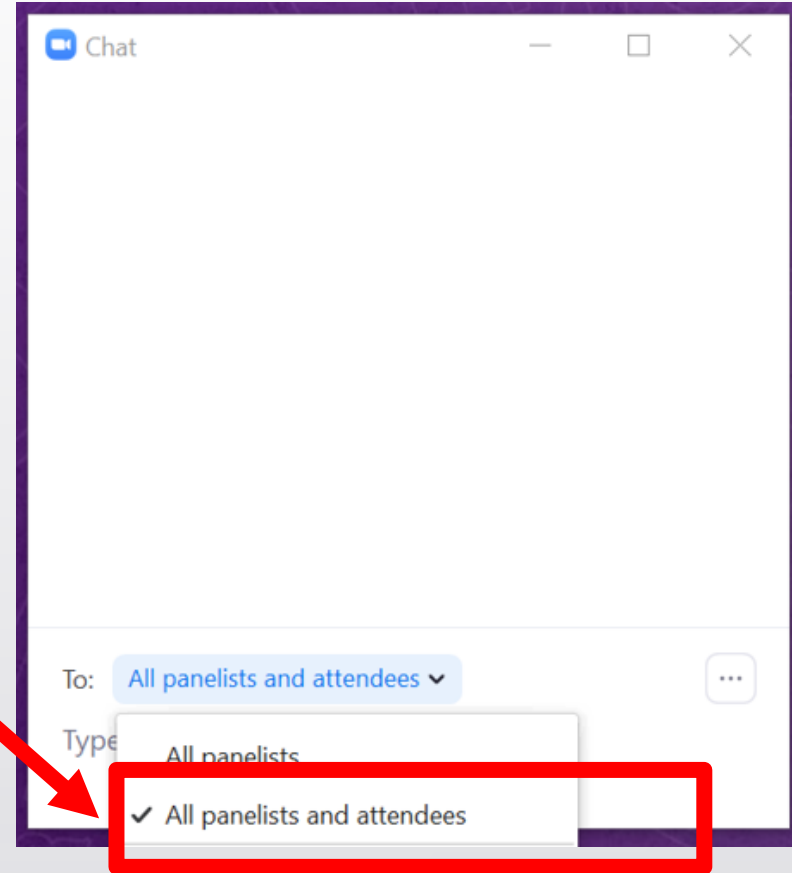 Chat
To: All panelists and attendees
Type
All panelists
✓ All panelists and attendees